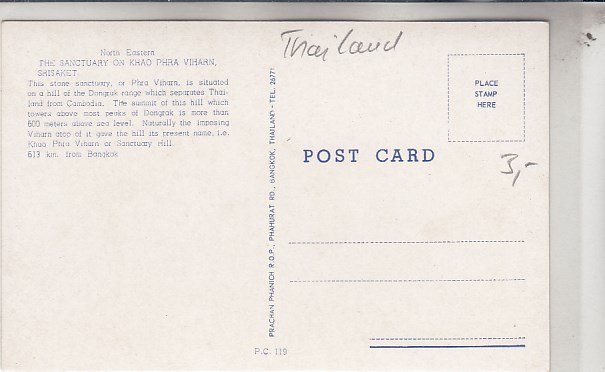 North Eastern
THE SANCTUARY ON KHAO PHRA VIHARN,
SHISAKET
This stone sanctuary, or Phra Viharn, is situated
on a hill of the Dongrak range which separates Thai-
land from Cambodia. The summit of this hill which
towers above most peaks of Dongrak is more than
600 meters above sea level. Naturally the imposing
Viharn atop of it gave the hill its present name, i.e.
Khao Phra Viharn or Sanctuary Hill.
613 km. from Bangkok
PRACHAN PHANICH R.O.P., PHAHURAT RD., BANGKOK, THAILAND—TEL. 26771
P.C. 119
Thailand
PLACE
STAMP
HERE
POST CARD
3,-